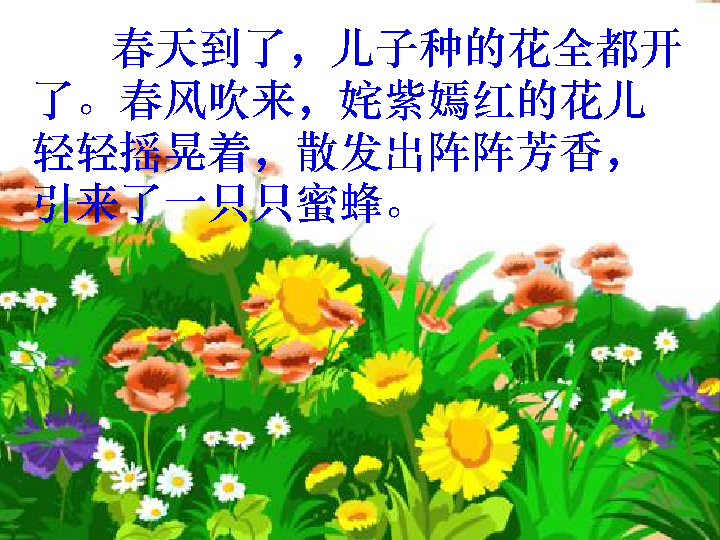 春天到了，儿子种的花全都开
了。春风吹来，姹紫嫣红的花儿
轻轻摇晃着，散发出阵阵芳香，
引来了一只只蜜蜂。